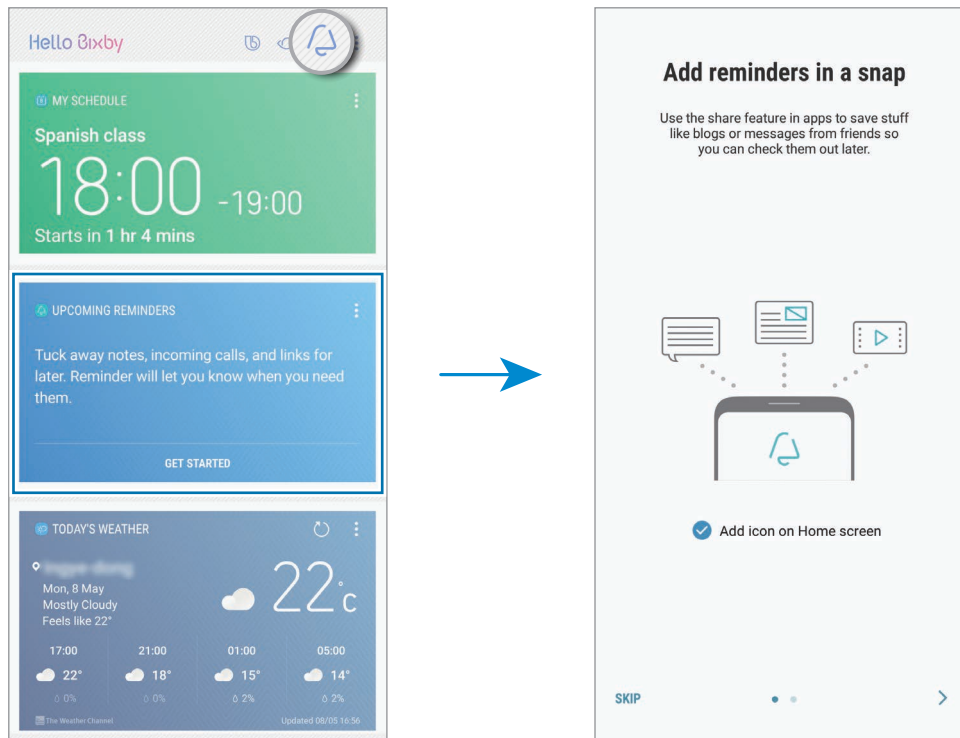 Hello Bixby
MY SCHEDULE
Spanish class
18:00 -19:00
Starts in 1 hr 4 mins
UPCOMING REMINDERS
Tuck away notes, incoming calls, and links for
later. Reminder will let you know when you need
them.
GET STARTED
TODAY'S WEATHER
Mon, 8 May
Mostly Cloudy
Feels like 22°
22°c
17:00 21:00 01:00 05:00
22° 18° 15° 14°
0% 0% 2% 2%
The Weather Channel Updated 08/05 16:56
Add reminders in a snap
Use the share feature in apps to save stuff
like blogs or messages from friends so
you can check them out later.
Add icon on Home screen
SKIP